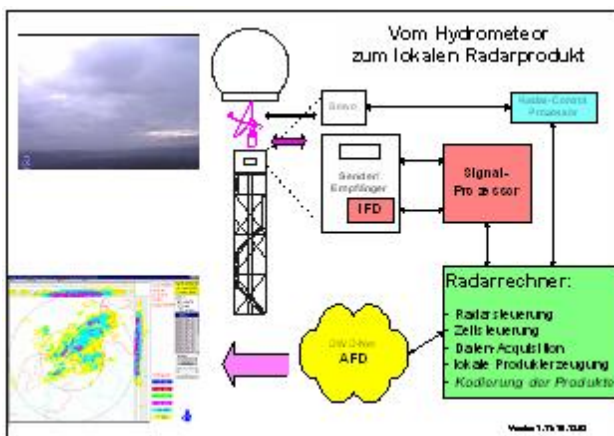 Vom Hydrometeor
zum lokalen Radarprodukt
Servo
Sender/
Empfänger
IFD
Signal-
Prozessor
Radarrechner:
- Radarsteuerung
- Zellsteuerung
- Daten-Acquisition
- lokale Produkterzeugung
- Kodierung der Produkte
AFD